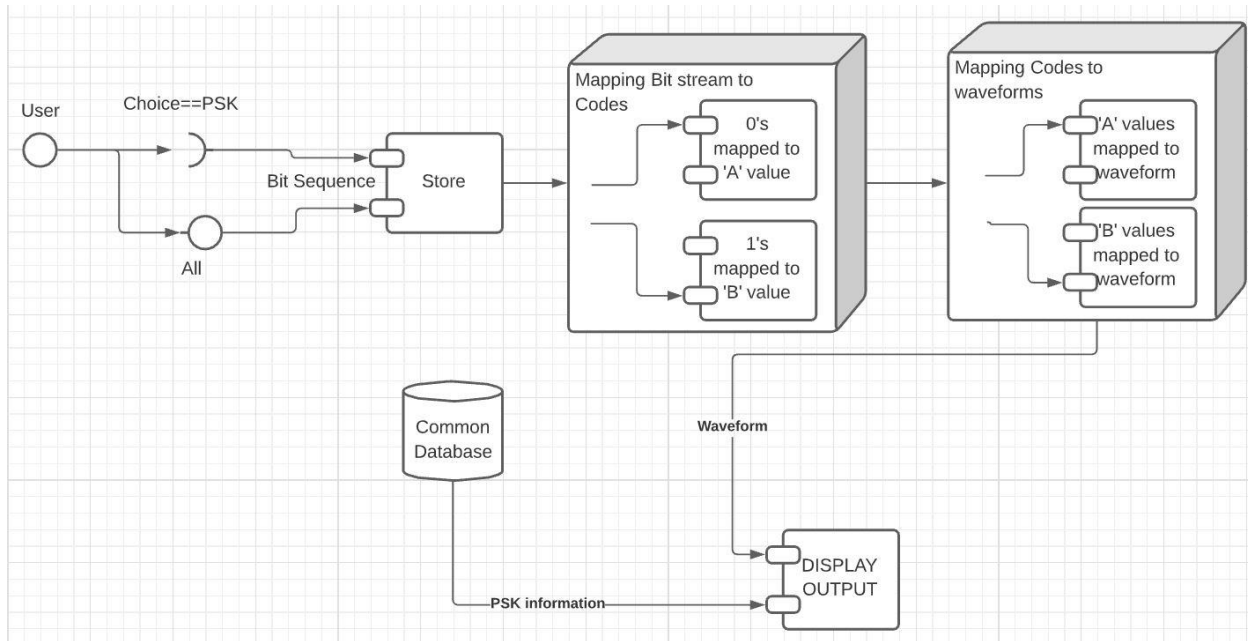 User
Choice==PSK
Bit Sequence
All
Store
Mapping Bit stream to
Codes
0's
mapped to
'A' value
1's
mapped to
'B' value
Mapping Codes to
waveforms
'A' values
mapped to
waveform
'B' values
mapped to
waveform
Common
Database
Waveform
PSK information
DISPLAY
OUTPUT